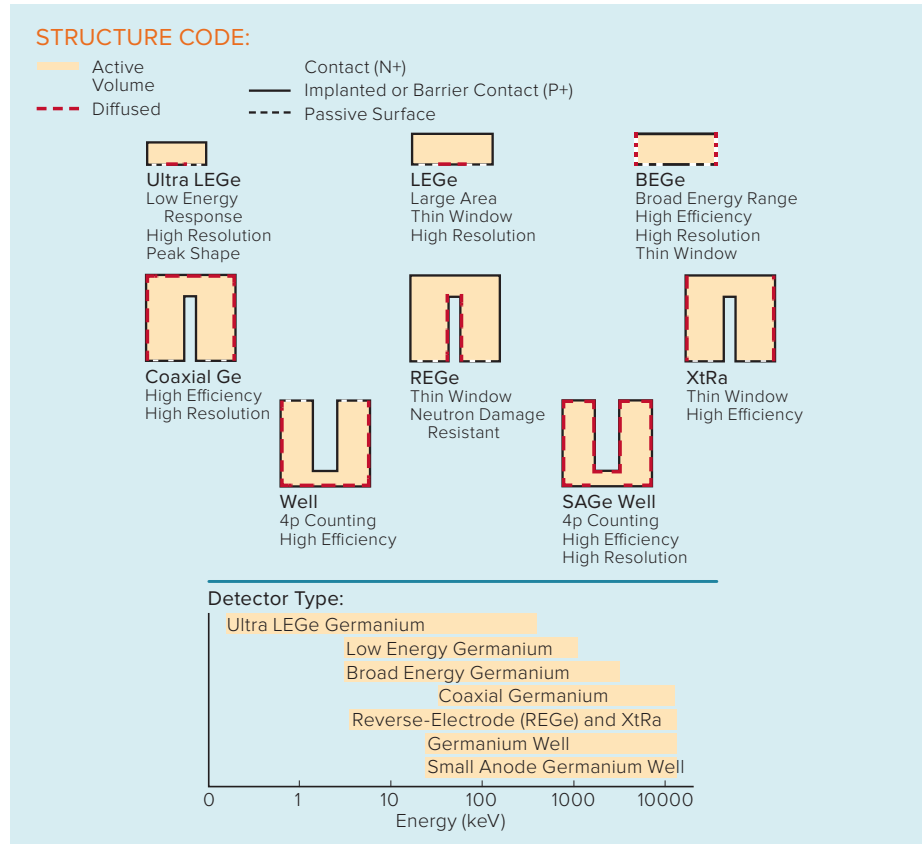 STRUCTURE CODE:
Active
Volume
Diffused
Contact (N+)
Implanted or Barrier Contact (P+)
Passive Surface
Ultra LEGe
Low Energy
Response
High Resolution
Peak Shape
LEGe
Large Area
Thin Window
High Resolution
BEGe
Broad Energy Range
High Efficiency
High Resolution
Thin Window
Coaxial Ge
High Efficiency
High Resolution
REGe
Thin Window
Neutron Damage
Resistant
XtRa
Thin Window
High Efficiency
Well
4p Counting
High Efficiency
SAGe Well
4p Counting
High Efficiency
High Resolution
Detector Type:
Ultra LEGe Germanium
Low Energy Germanium
Broad Energy Germanium
Coaxial Germanium
Reverse-Electrode (REGe) and XtRa
Germanium Well
Small Anode Germanium Well
0 1 10 100 1000 10000
Energy (keV)